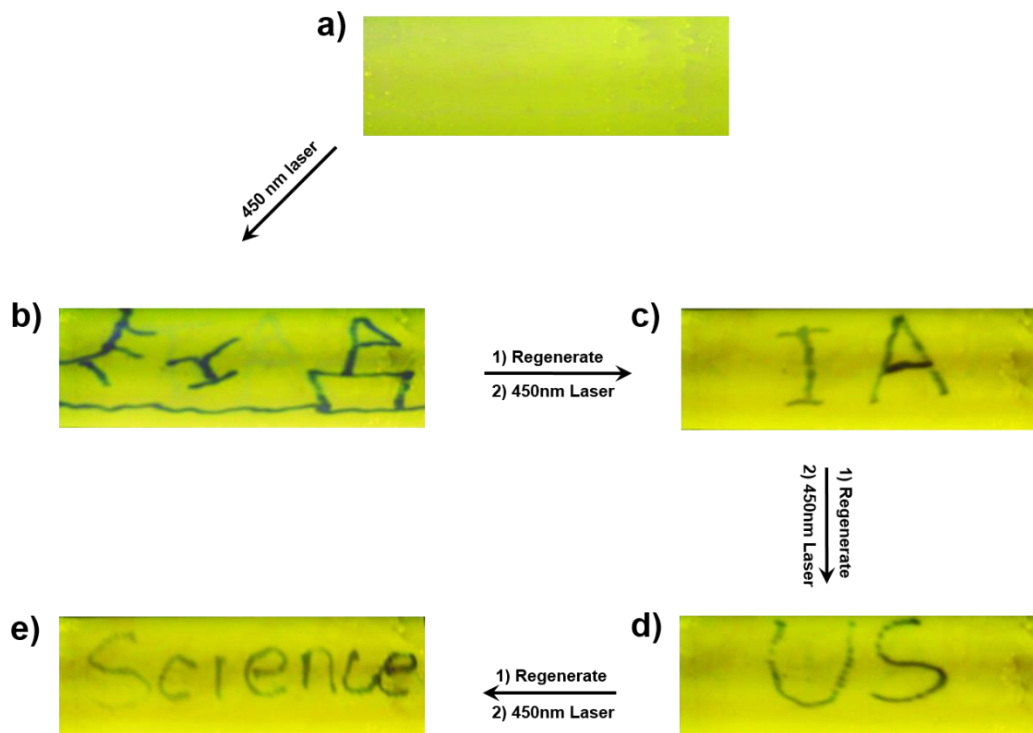 a)
450 nm laser
b)
1) Regenerate
2) 450nm Laser
c)
I A
1) Regenerate
2) 450nm Laser
d)
US
1) Regenerate
2) 450nm Laser
e)
Science